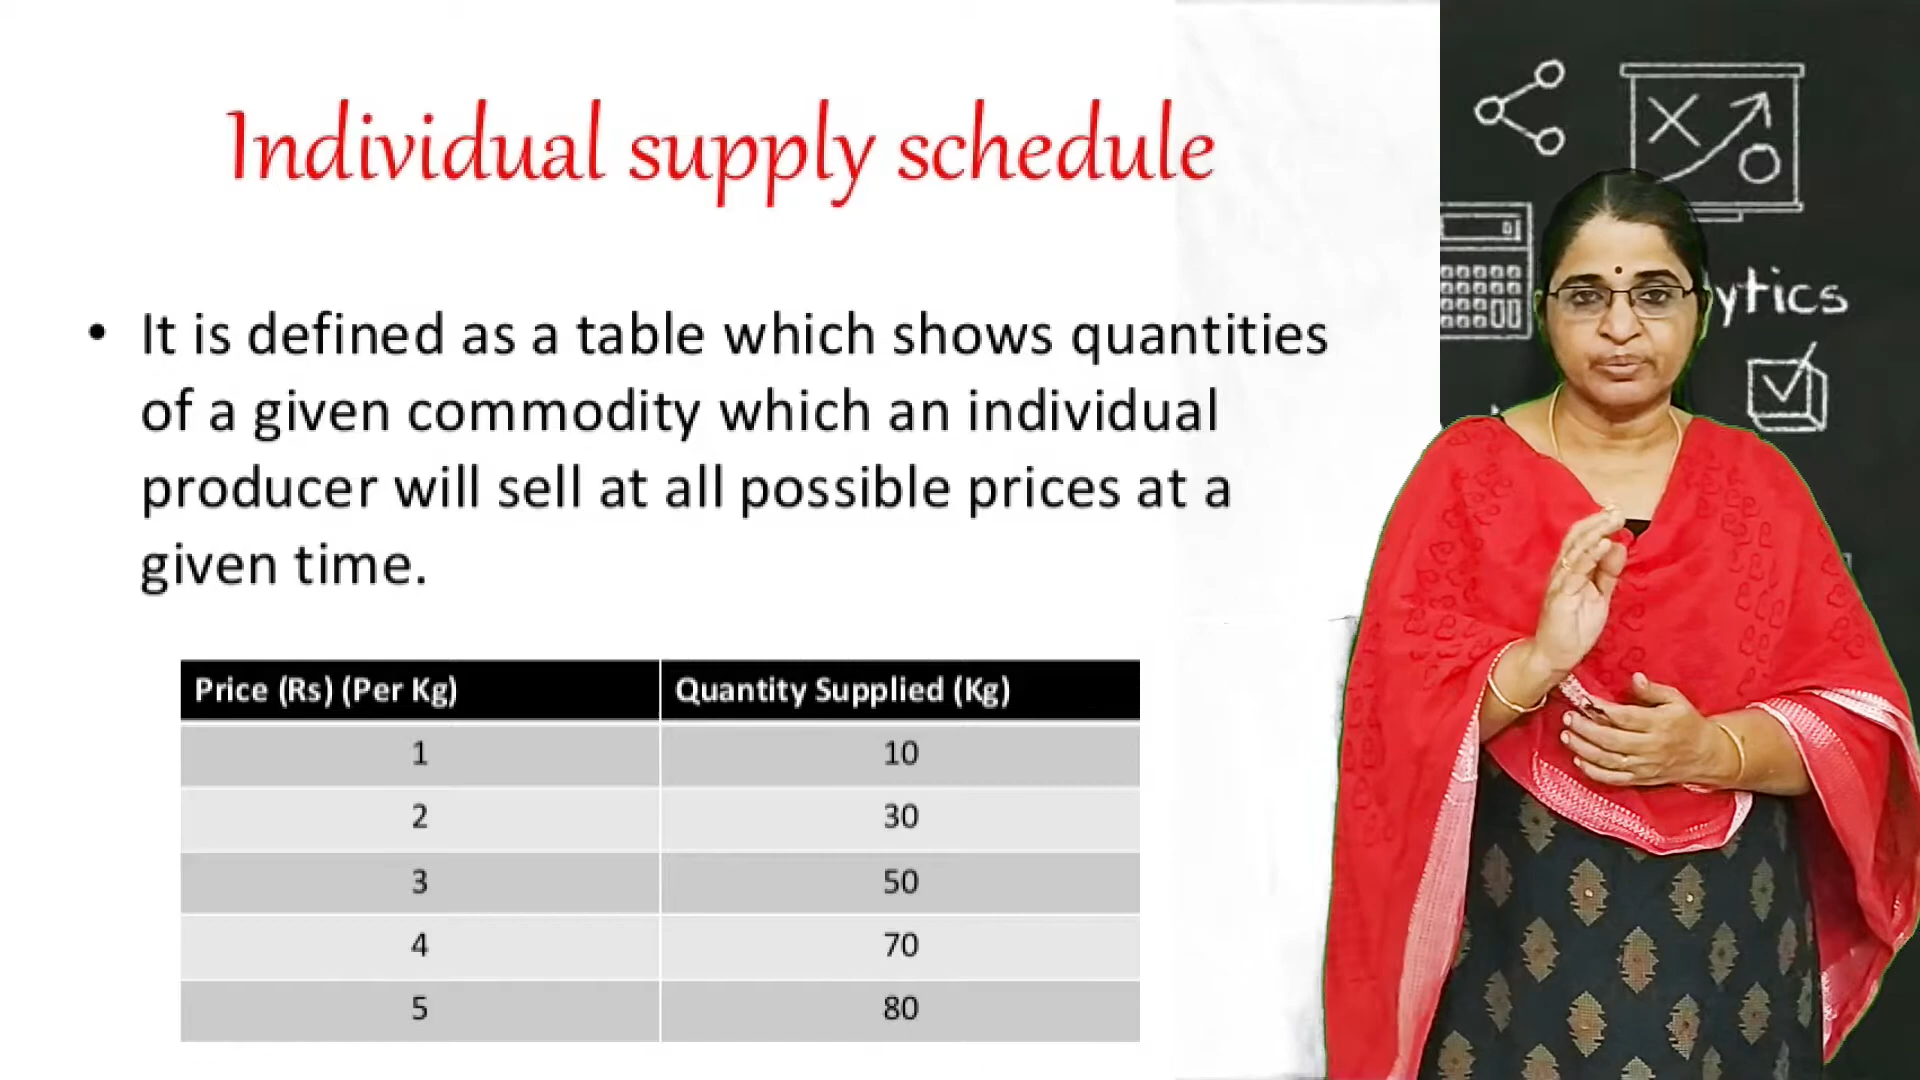 Individual supply schedule
• It is defined as a table which shows quantities
of a given commodity which an individual
producer will sell at all possible prices at a
given time.
Price (Rs) (Per Kg) Quantity Supplied (Kg)
1 10
2 30
3 50
4 70
5 80
ytics